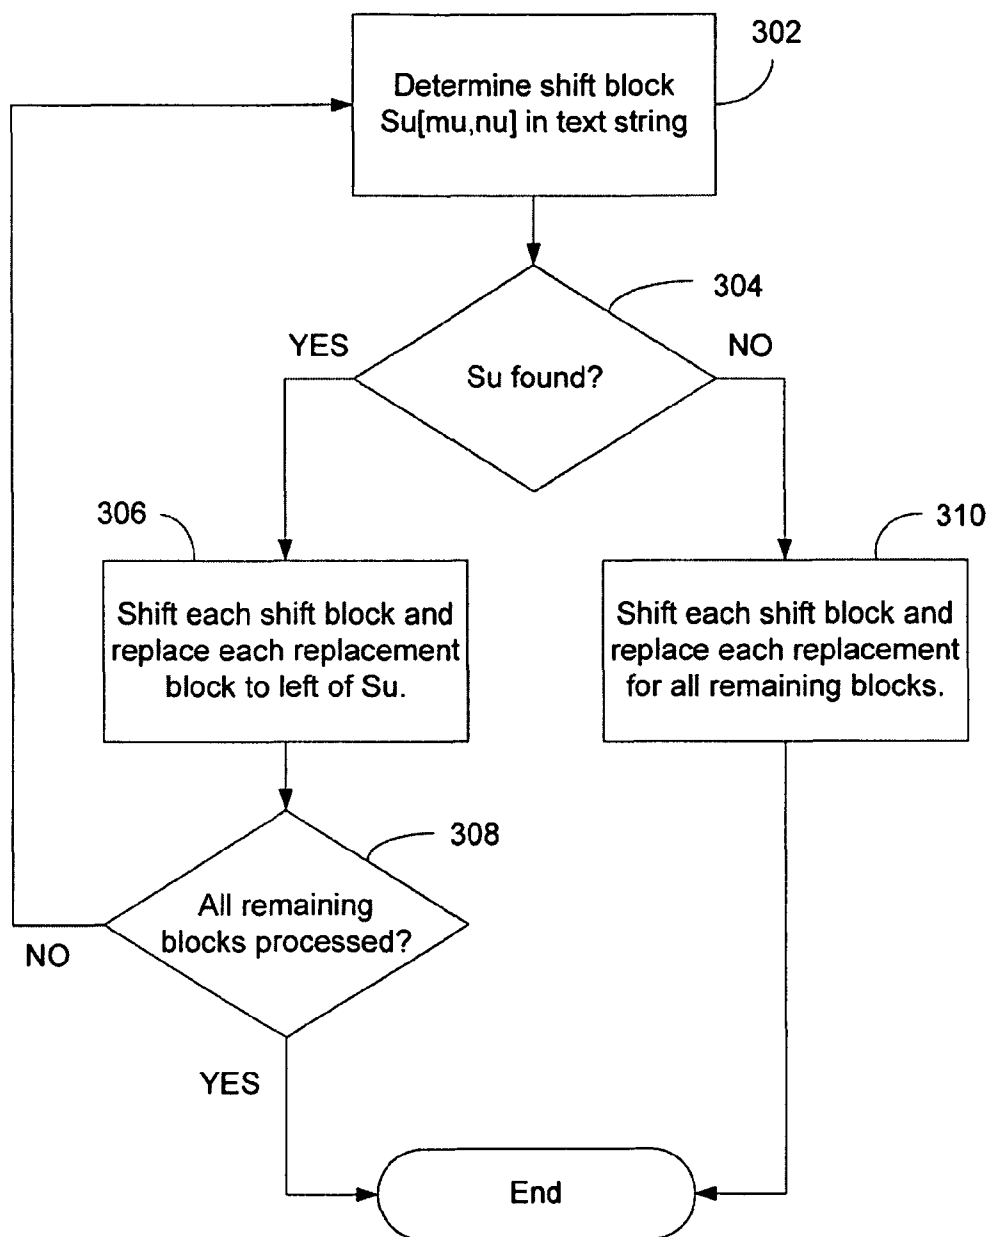 302
Determine shift block
Su[mu,nu] in text string
304
YES
NO
Su found?
306
310
Shift each shift block and
replace each replacement
block to left of Su.
Shift each shift block and
replace each replacement
for all remaining blocks.
308
All remaining
blocks processed?
NO
YES
End